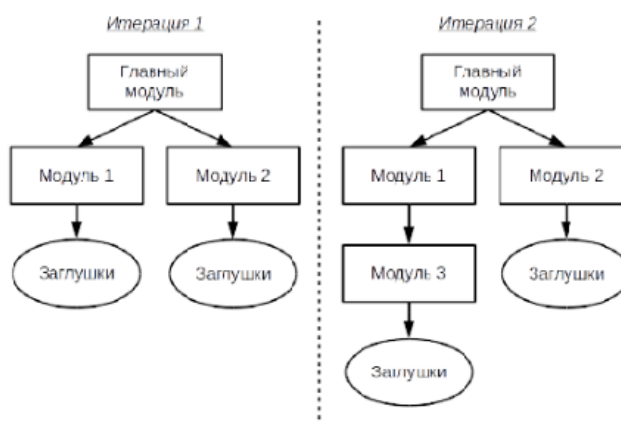 Итерация 1
Главный
модуль
Модуль 1
Модуль 2
Заглушки
Заглушки
Итерация 2
Главный
модуль
Модуль 1
Модуль 2
Модуль 3
Заглушки
Заглушки